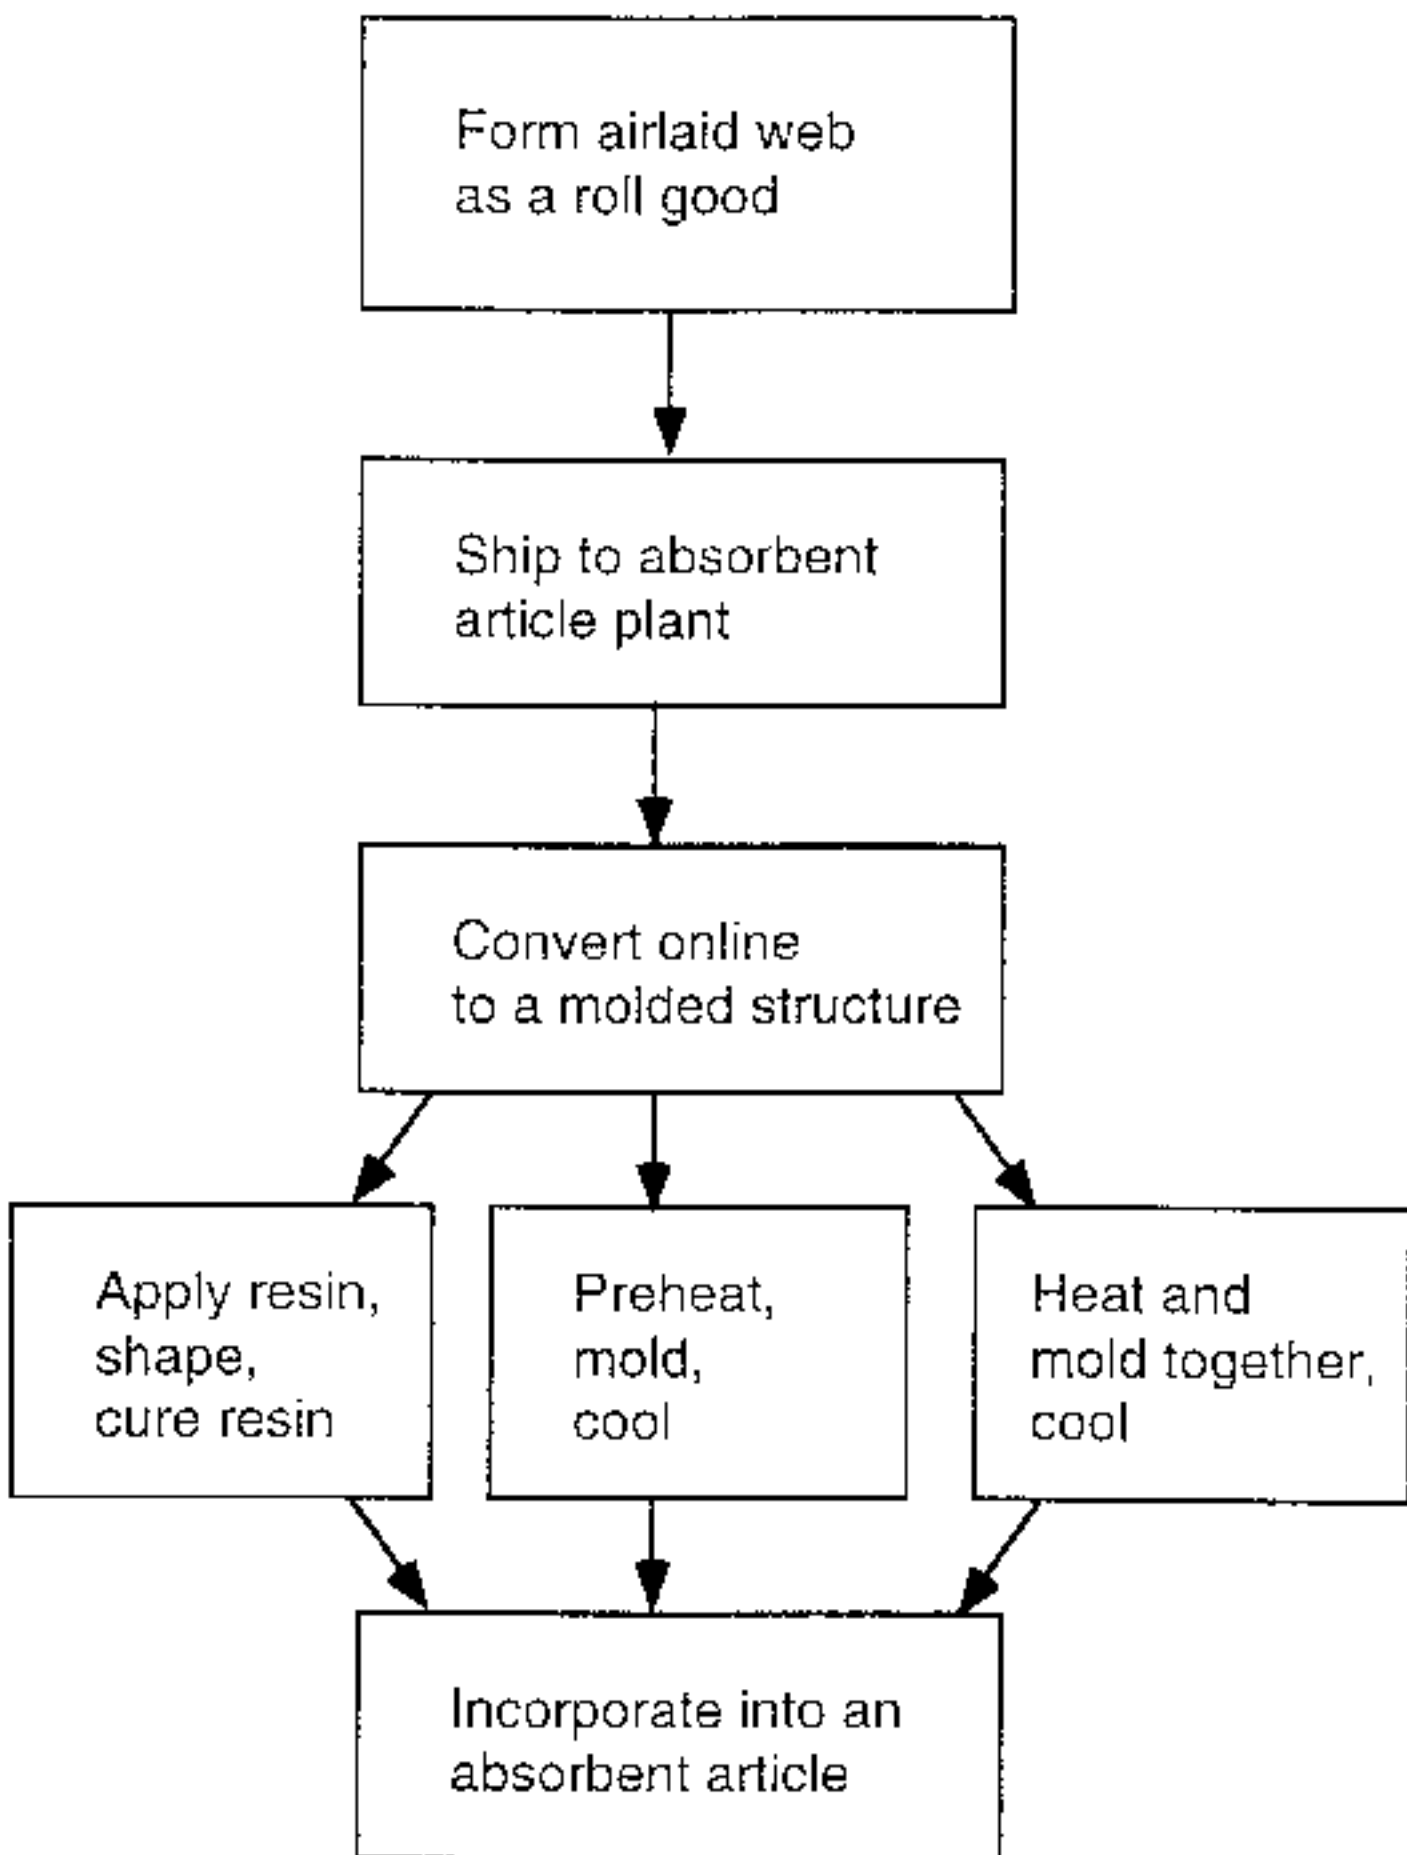 Form airlaid web
as a roll good
Ship to absorbent
article plant
Convert online
to a molded structure
Apply resin,
shape,
cure resin
Preheat,
mold,
cool
Heat and
mold together,
cool
Incorporate into an
absorbent article